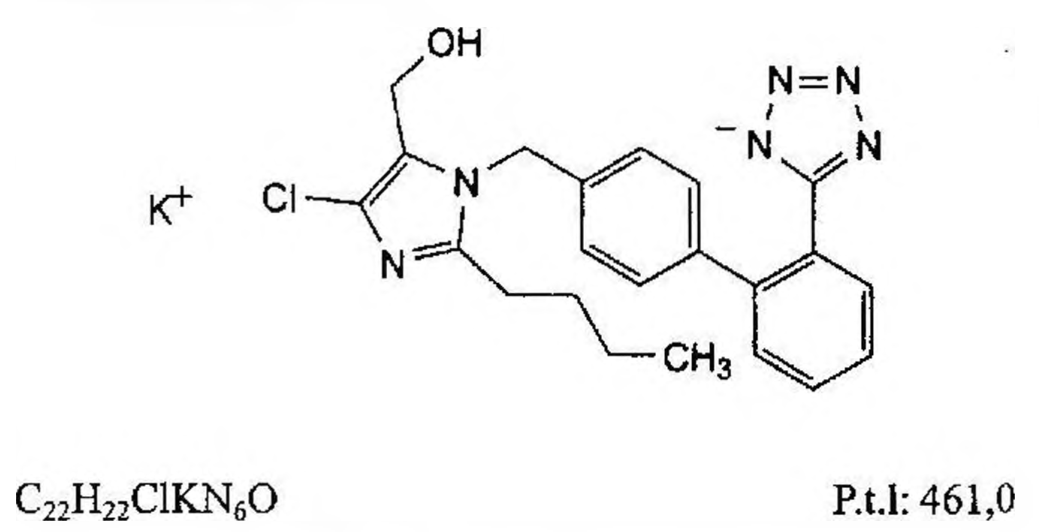 OH
N=N
N
N
−
N
Cl
K⁺
N
CH₃
C₂₂H₂₂ClKN₆O
P.t.l: 461,0